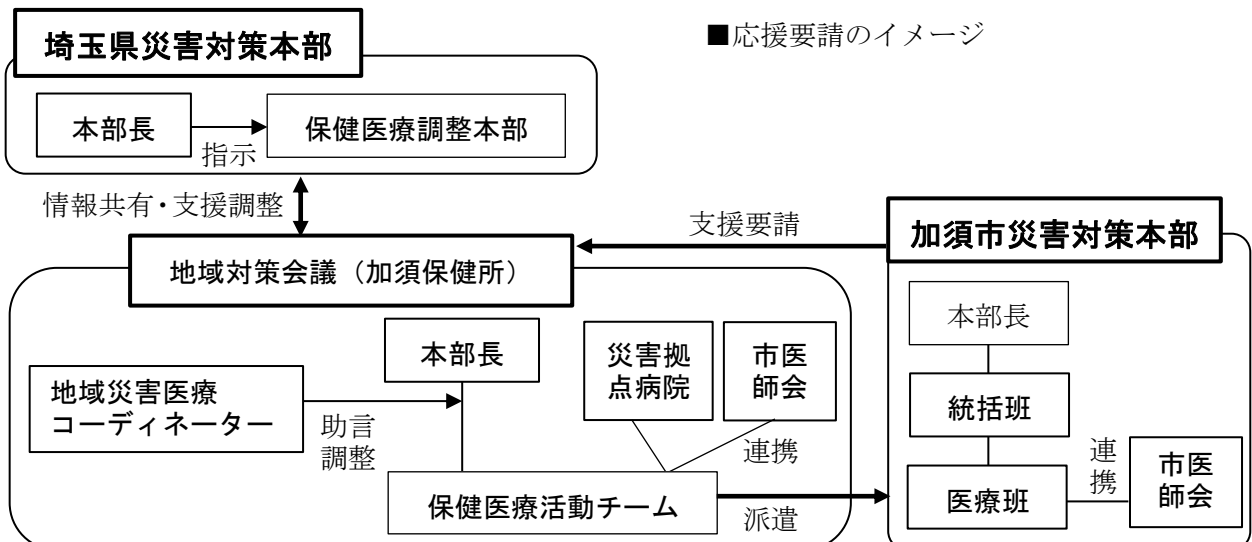 ■応援要請のイメージ
埼玉県災害対策本部
本部長
指示
保健医療調整本部
情報共有・支援調整
支援要請
加須市災害対策本部
地域対策会議（加須保健所）
本部長
災害拠
点病院
市医
師会
地域災害医療
コーディネーター
助言
調整
連携
保健医療活動チーム
派遣
本部長
統括班
医療班
連
携
市医
師会